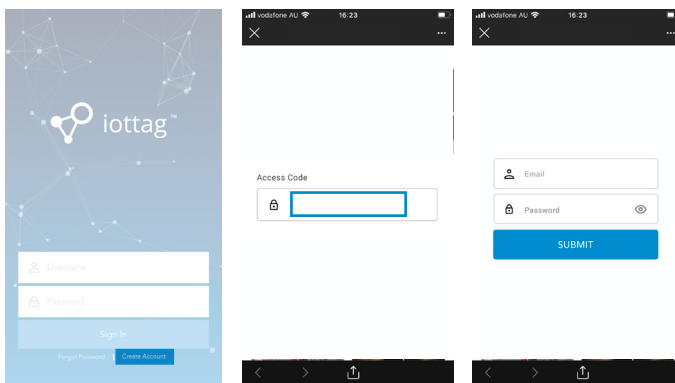 iottag™
Username
Password
Sign In
Forgot Password | Create Account
vodafone AU 16:23
Access Code
vodafone AU 16:23
Email
Password
SUBMIT